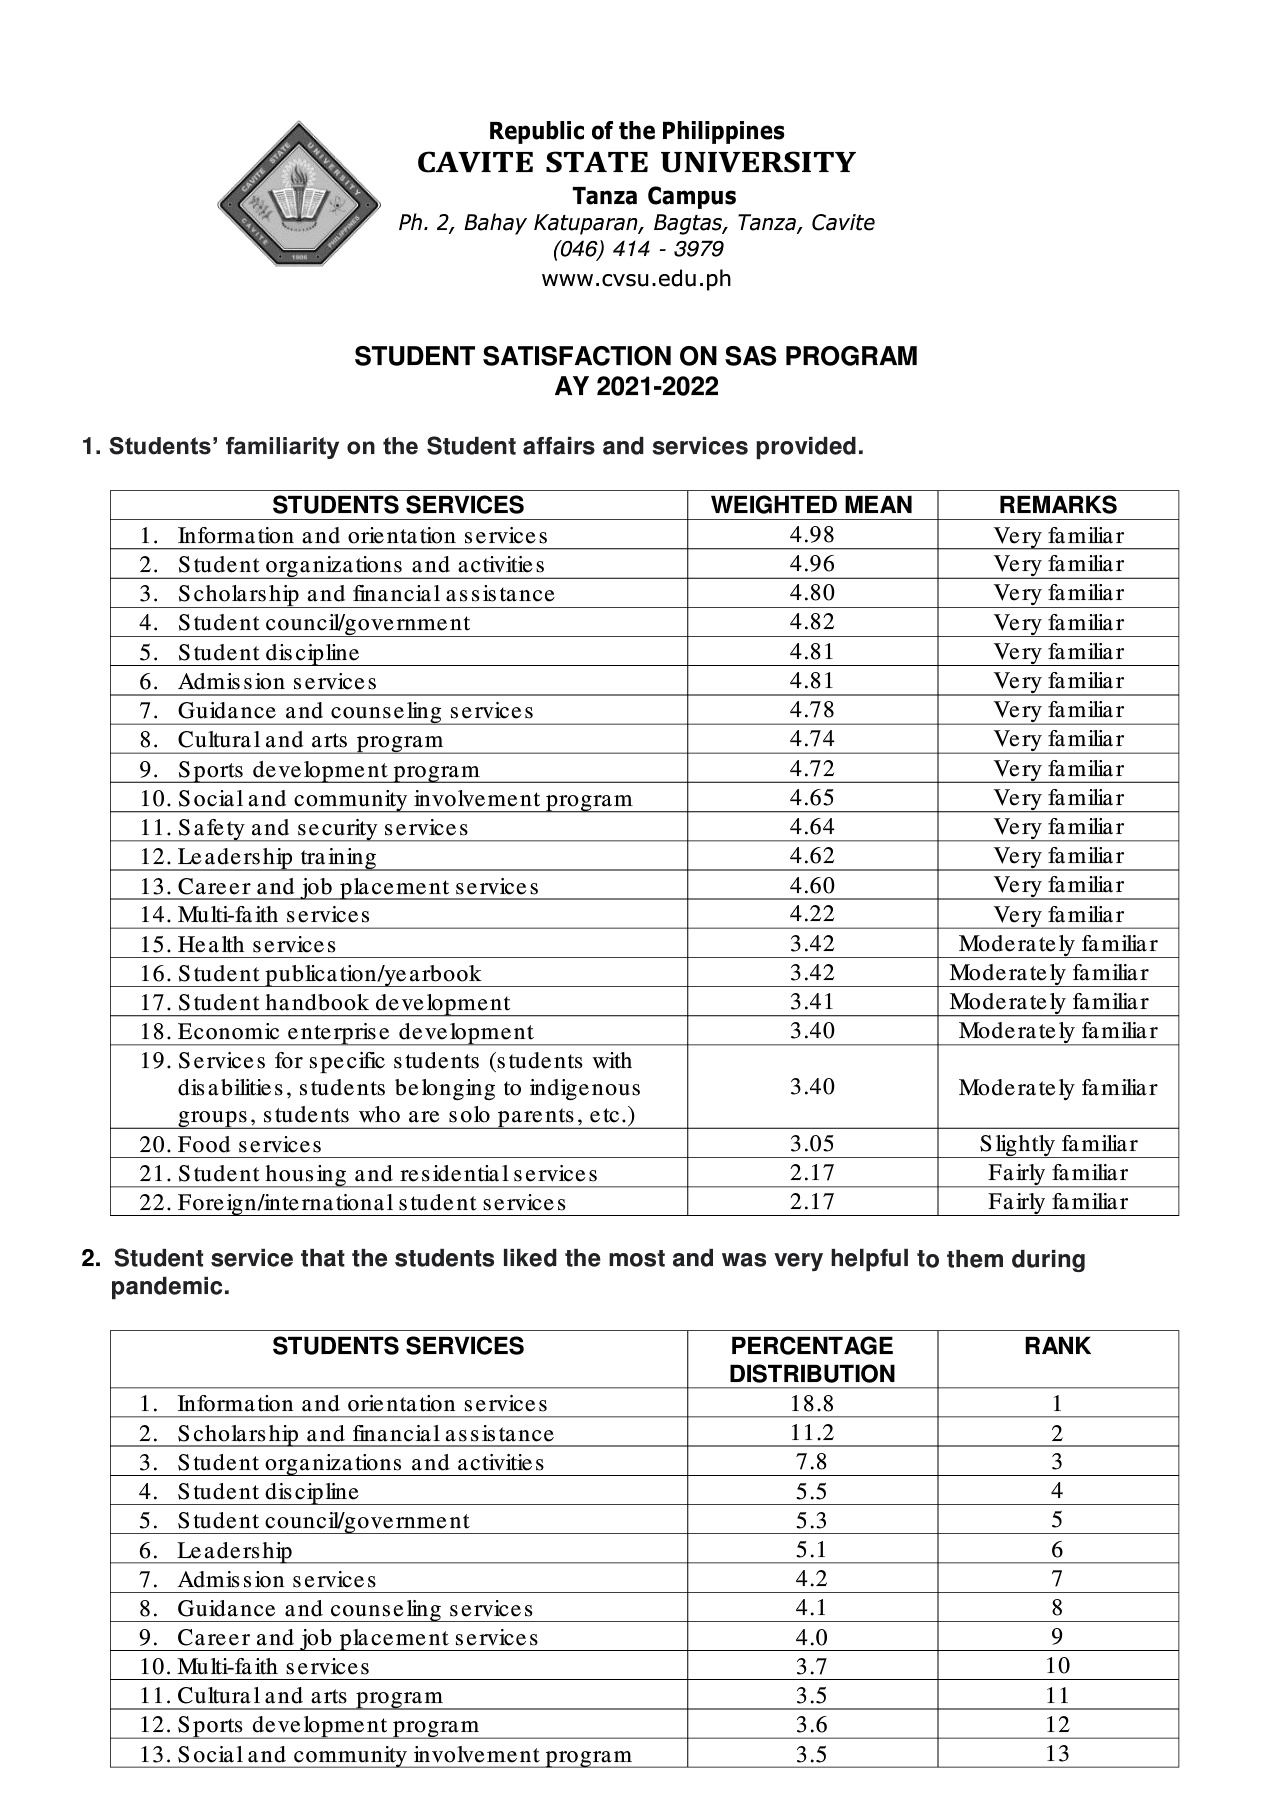 CAVITE STATE UNIVERSITY
CAVITE PHILIPPINES
1906
Republic of the Philippines
CAVITE STATE UNIVERSITY
Tanza Campus
Ph. 2, Bahay Katuparan, Bagtas, Tanza, Cavite
(046) 414 - 3979
www.cvsu.edu.ph
STUDENT SATISFACTION ON SAS PROGRAM
AY 2021-2022
1. Students’ familiarity on the Student affairs and services provided.
STUDENTS SERVICES WEIGHTED MEAN REMARKS
1. Information and orientation services 4.98 Very familiar
2. Student organizations and activities 4.96 Very familiar
3. Scholarship and financial assistance 4.80 Very familiar
4. Student council/government 4.82 Very familiar
5. Student discipline 4.81 Very familiar
6. Admission services 4.81 Very familiar
7. Guidance and counseling services 4.78 Very familiar
8. Cultural and arts program 4.74 Very familiar
9. Sports development program 4.72 Very familiar
10. Social and community involvement program 4.65 Very familiar
11. Safety and security services 4.64 Very familiar
12. Leadership training 4.62 Very familiar
13. Career and job placement services 4.60 Very familiar
14. Multi-faith services 4.22 Very familiar
15. Health services 3.42 Moderately familiar
16. Student publication/yearbook 3.42 Moderately familiar
17. Student handbook development 3.41 Moderately familiar
18. Economic enterprise development 3.40 Moderately familiar
19. Services for specific students (students with
disabilities, students belonging to indigenous 3.40 Moderately familiar
groups, students who are solo parents, etc.)
20. Food services 3.05 Slightly familiar
21. Student housing and residential services 2.17 Fairly familiar
22. Foreign/international student services 2.17 Fairly familiar
2. Student service that the students liked the most and was very helpful to them during
pandemic.
STUDENTS SERVICES PERCENTAGE RANK
DISTRIBUTION
1. Information and orientation services 18.8 1
2. Scholarship and financial assistance 11.2 2
3. Student organizations and activities 7.8 3
4. Student discipline 5.5 4
5. Student council/government 5.3 5
6. Leadership 5.1 6
7. Admission services 4.2 7
8. Guidance and counseling services 4.1 8
9. Career and job placement services 4.0 9
10. Multi-faith services 3.7 10
11. Cultural and arts program 3.5 11
12. Sports development program 3.6 12
13. Social and community involvement program 3.5 13